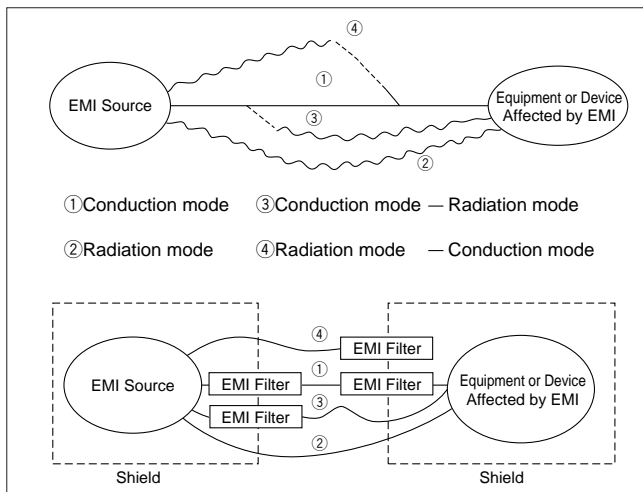 ④
EMI Source
①
Equipment or Device
Affected by EMI
③
②
①Conduction mode ③Conduction mode — Radiation mode
②Radiation mode ④Radiation mode — Conduction mode
④
EMI Filter
EMI Source
①
EMI Filter
EMI Filter
Equipment or Device
Affected by EMI
③
EMI Filter
②
Shield
Shield